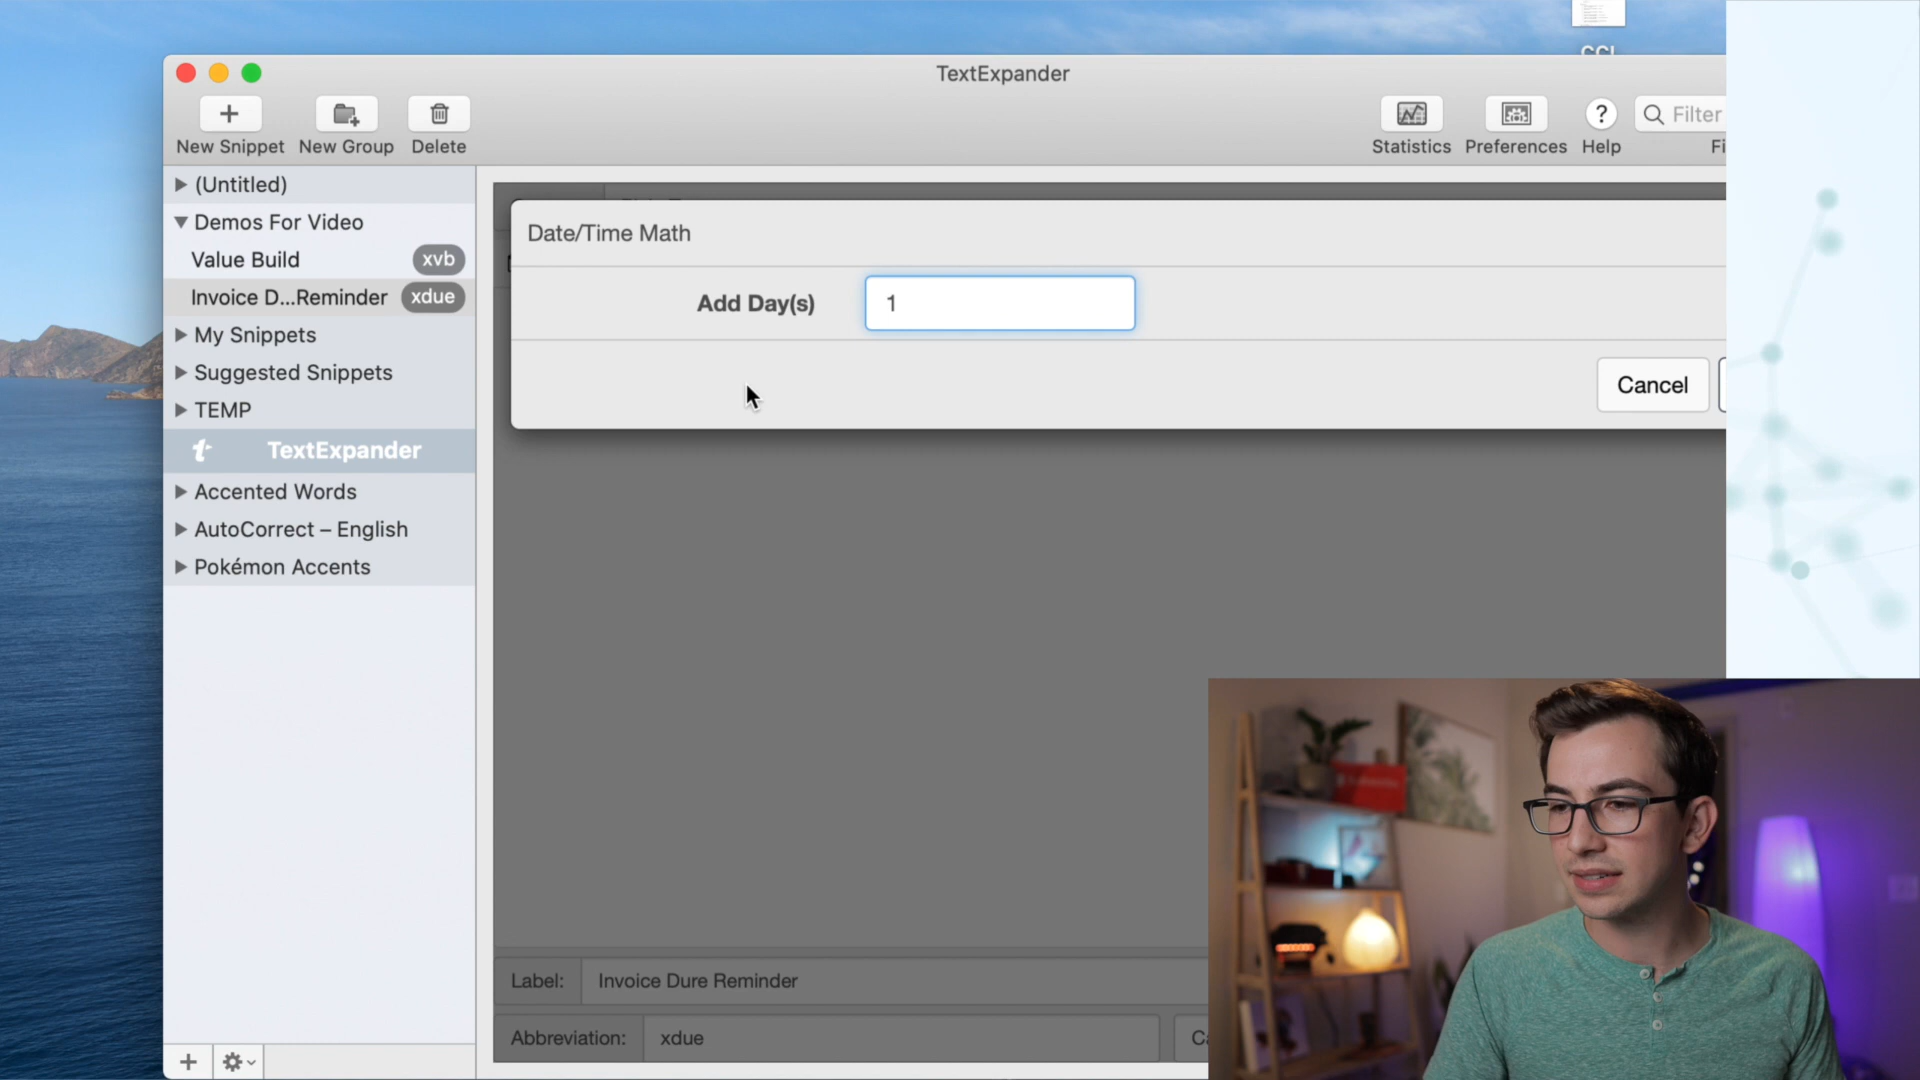 CCL
TextExpander
New Snippet
New Group
Delete
Statistics
Preferences
? Help
Filter
(Untitled)
Demos For Video
Value Build xvb
Invoice D...Reminder xdue
My Snippets
Suggested Snippets
TEMP
TextExpander
Accented Words
AutoCorrect – English
Pokémon Accents
Date/Time Math
Add Day(s) 1
Cancel
Label: Invoice Dure Reminder
Abbreviation: xdue